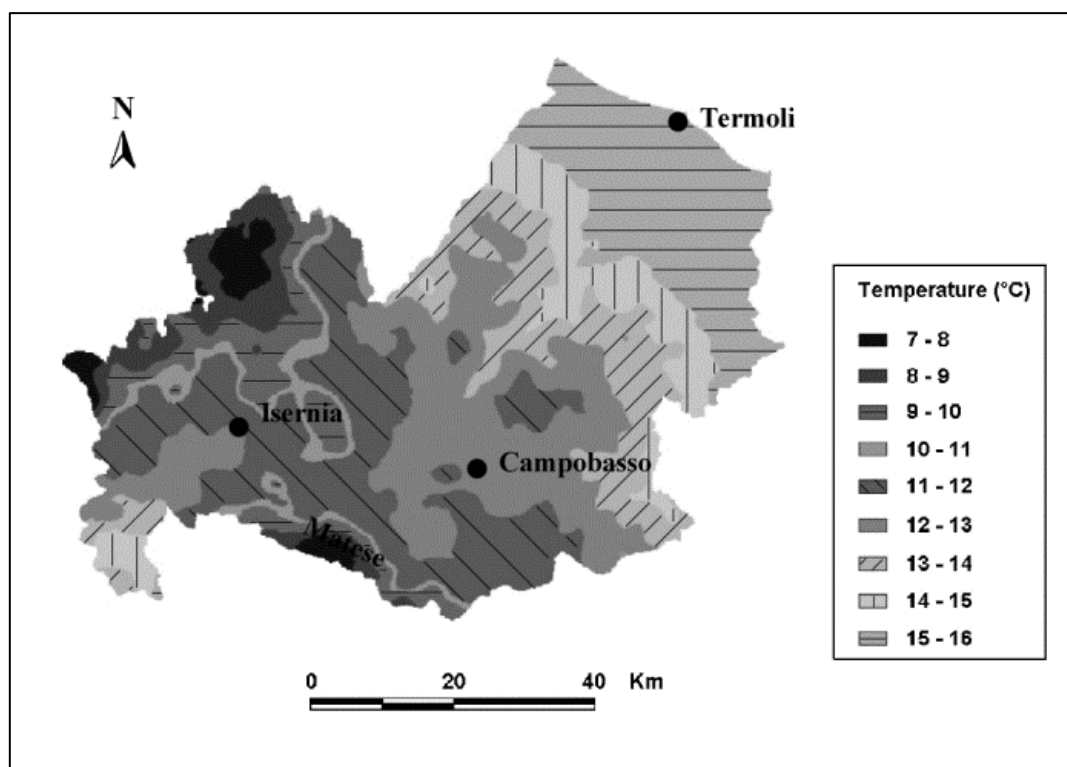 N
Termoli
Isernia
Campobasso
Matese
Temperature (°C)
7 - 8
8 - 9
9 - 10
10 - 11
11 - 12
12 - 13
13 - 14
14 - 15
15 - 16
0 20 40 Km